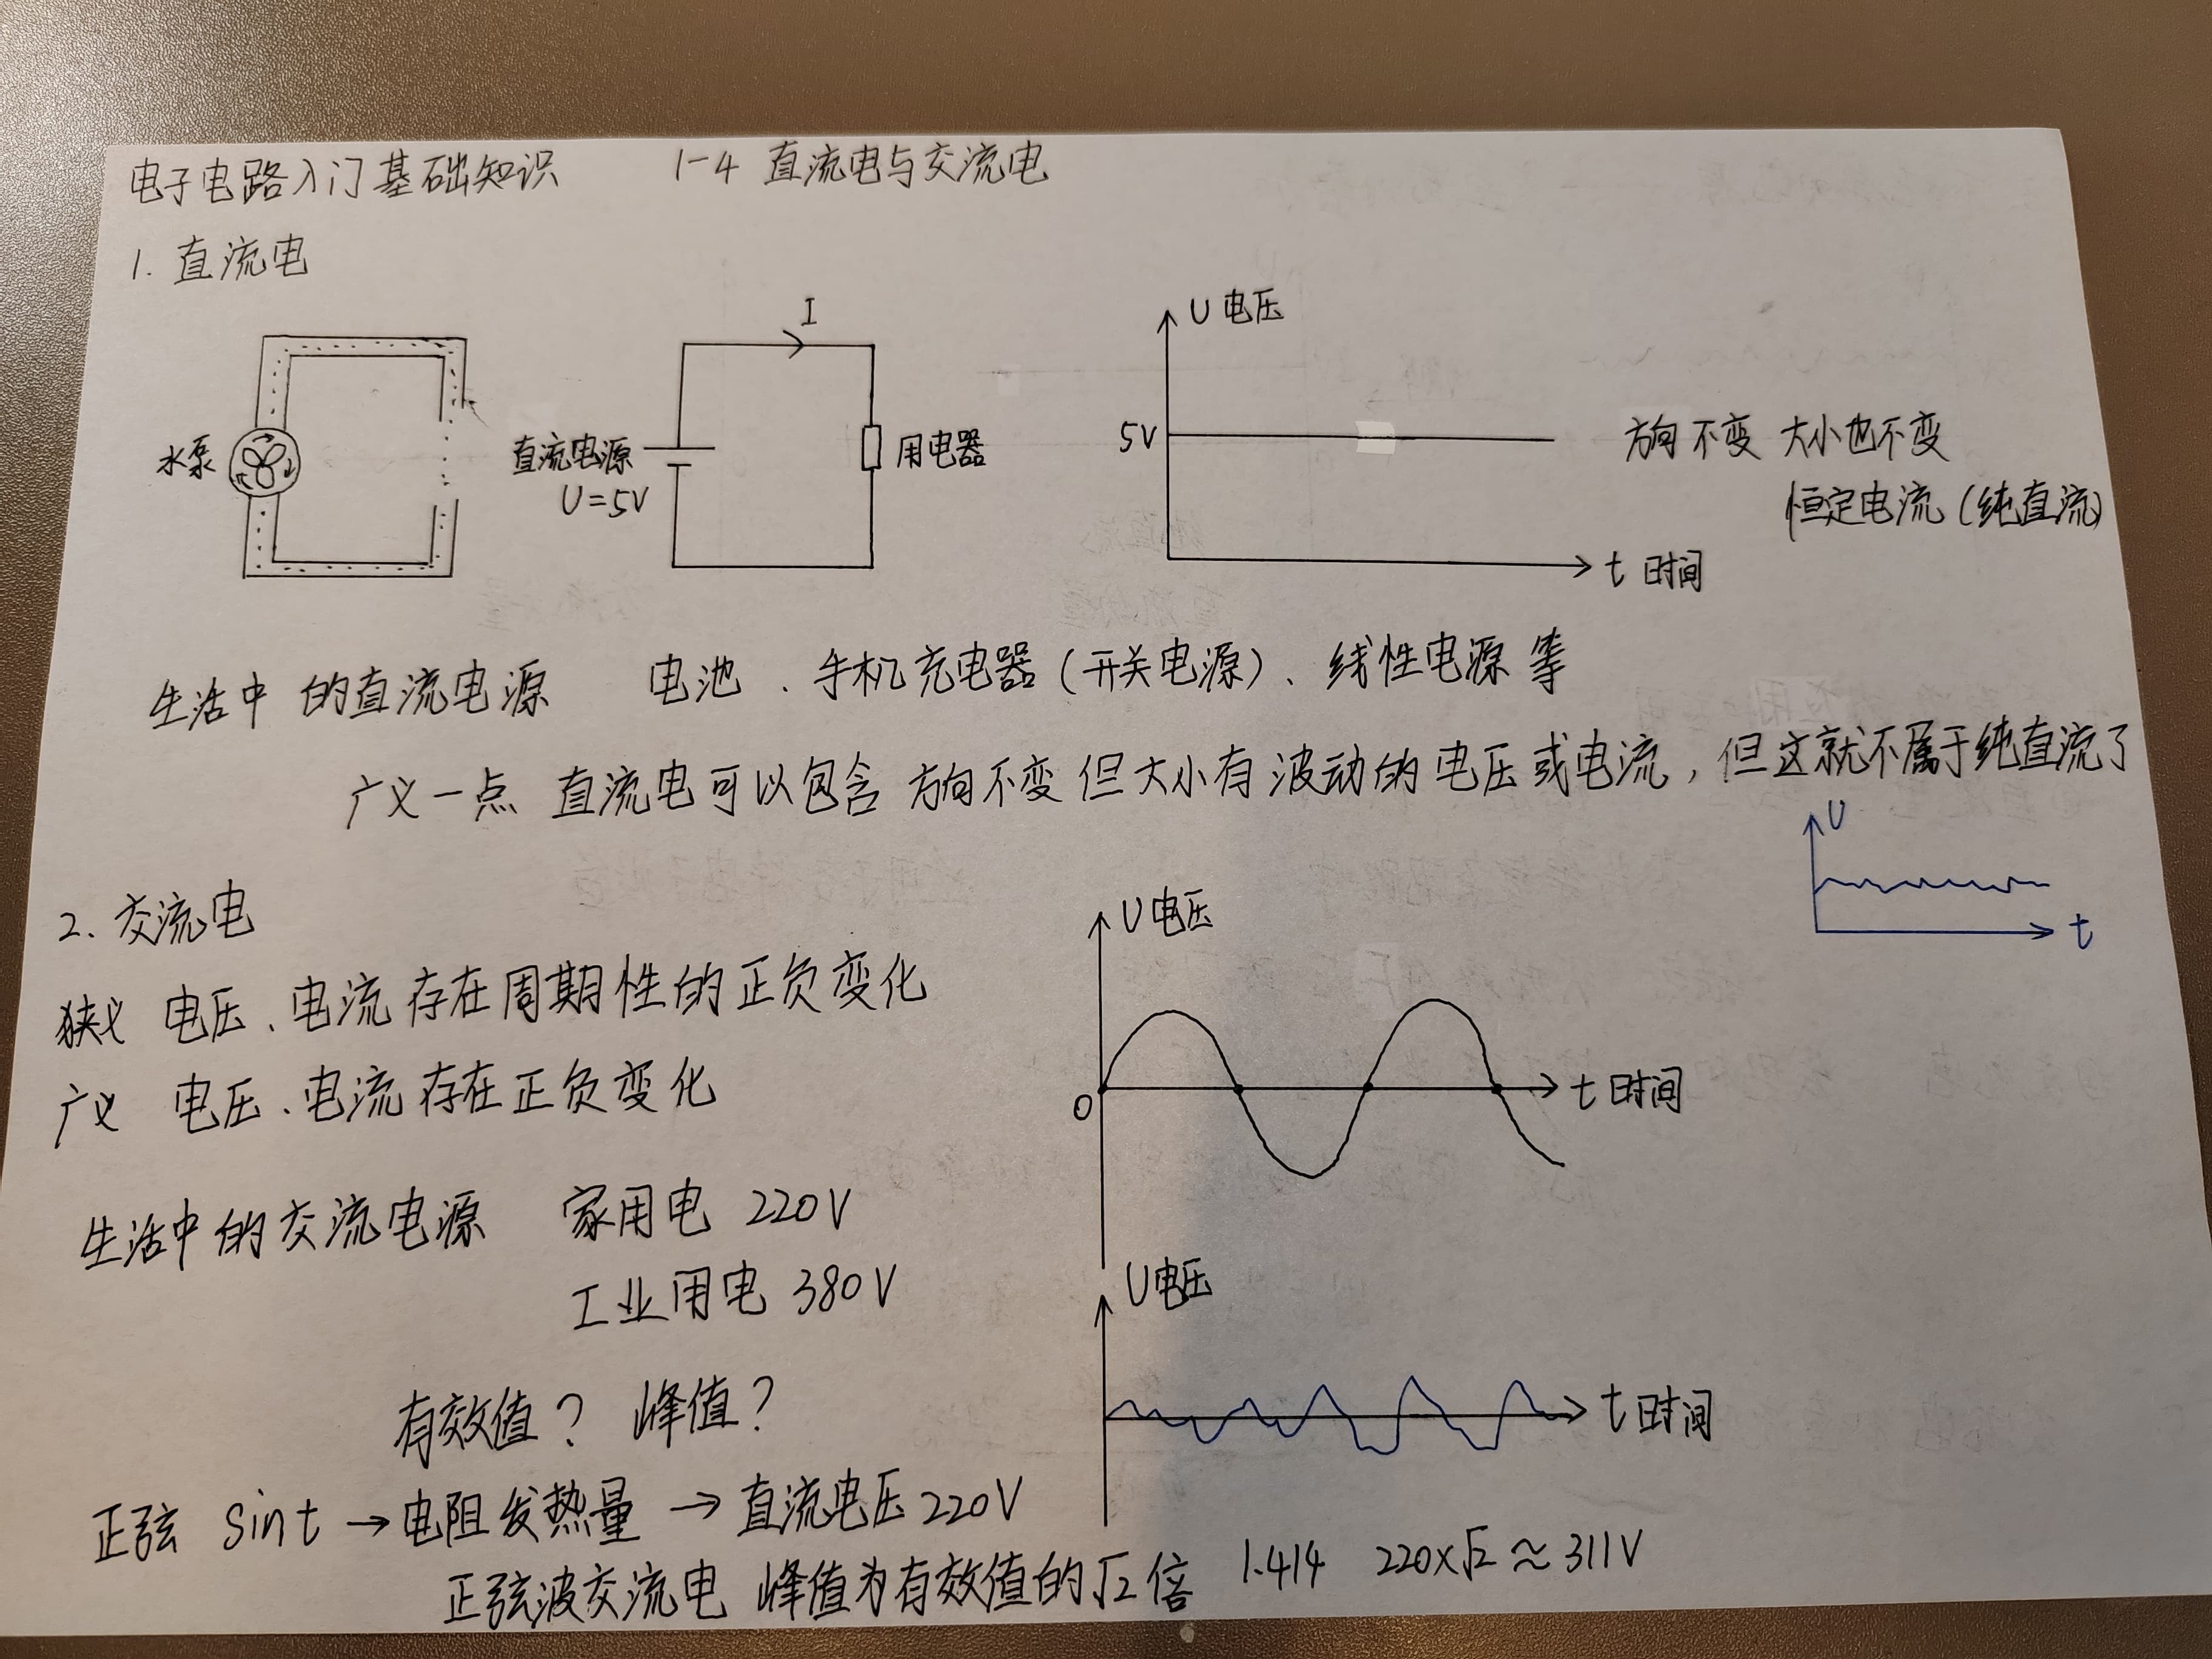 电子电路入门基础知识 1-4 直流电与交流电
1. 直流电
水泵
直流电源
U=5V
I
用电器
U 电压
5V
t 时间
方向不变 大小也不变
恒定电流(纯直流)
生活中的直流电源 电池、手机充电器(开关电源)、线性电源等
广义一点 直流电可以包含方向不变但大小有波动的电压或电流,但这就不属于纯直流了
U
t
2. 交流电
狭义 电压、电流存在周期性的正负变化
广义 电压、电流存在正负变化
U 电压
0
t 时间
生活中的交流电源 家用电 220V
工业用电 380V
U电压
t 时间
有效值? 峰值?
正弦 sint → 电阻发热量 → 直流电压220V
正弦波交流电 峰值为有效值的√2倍 1.414 220×√2≈311V